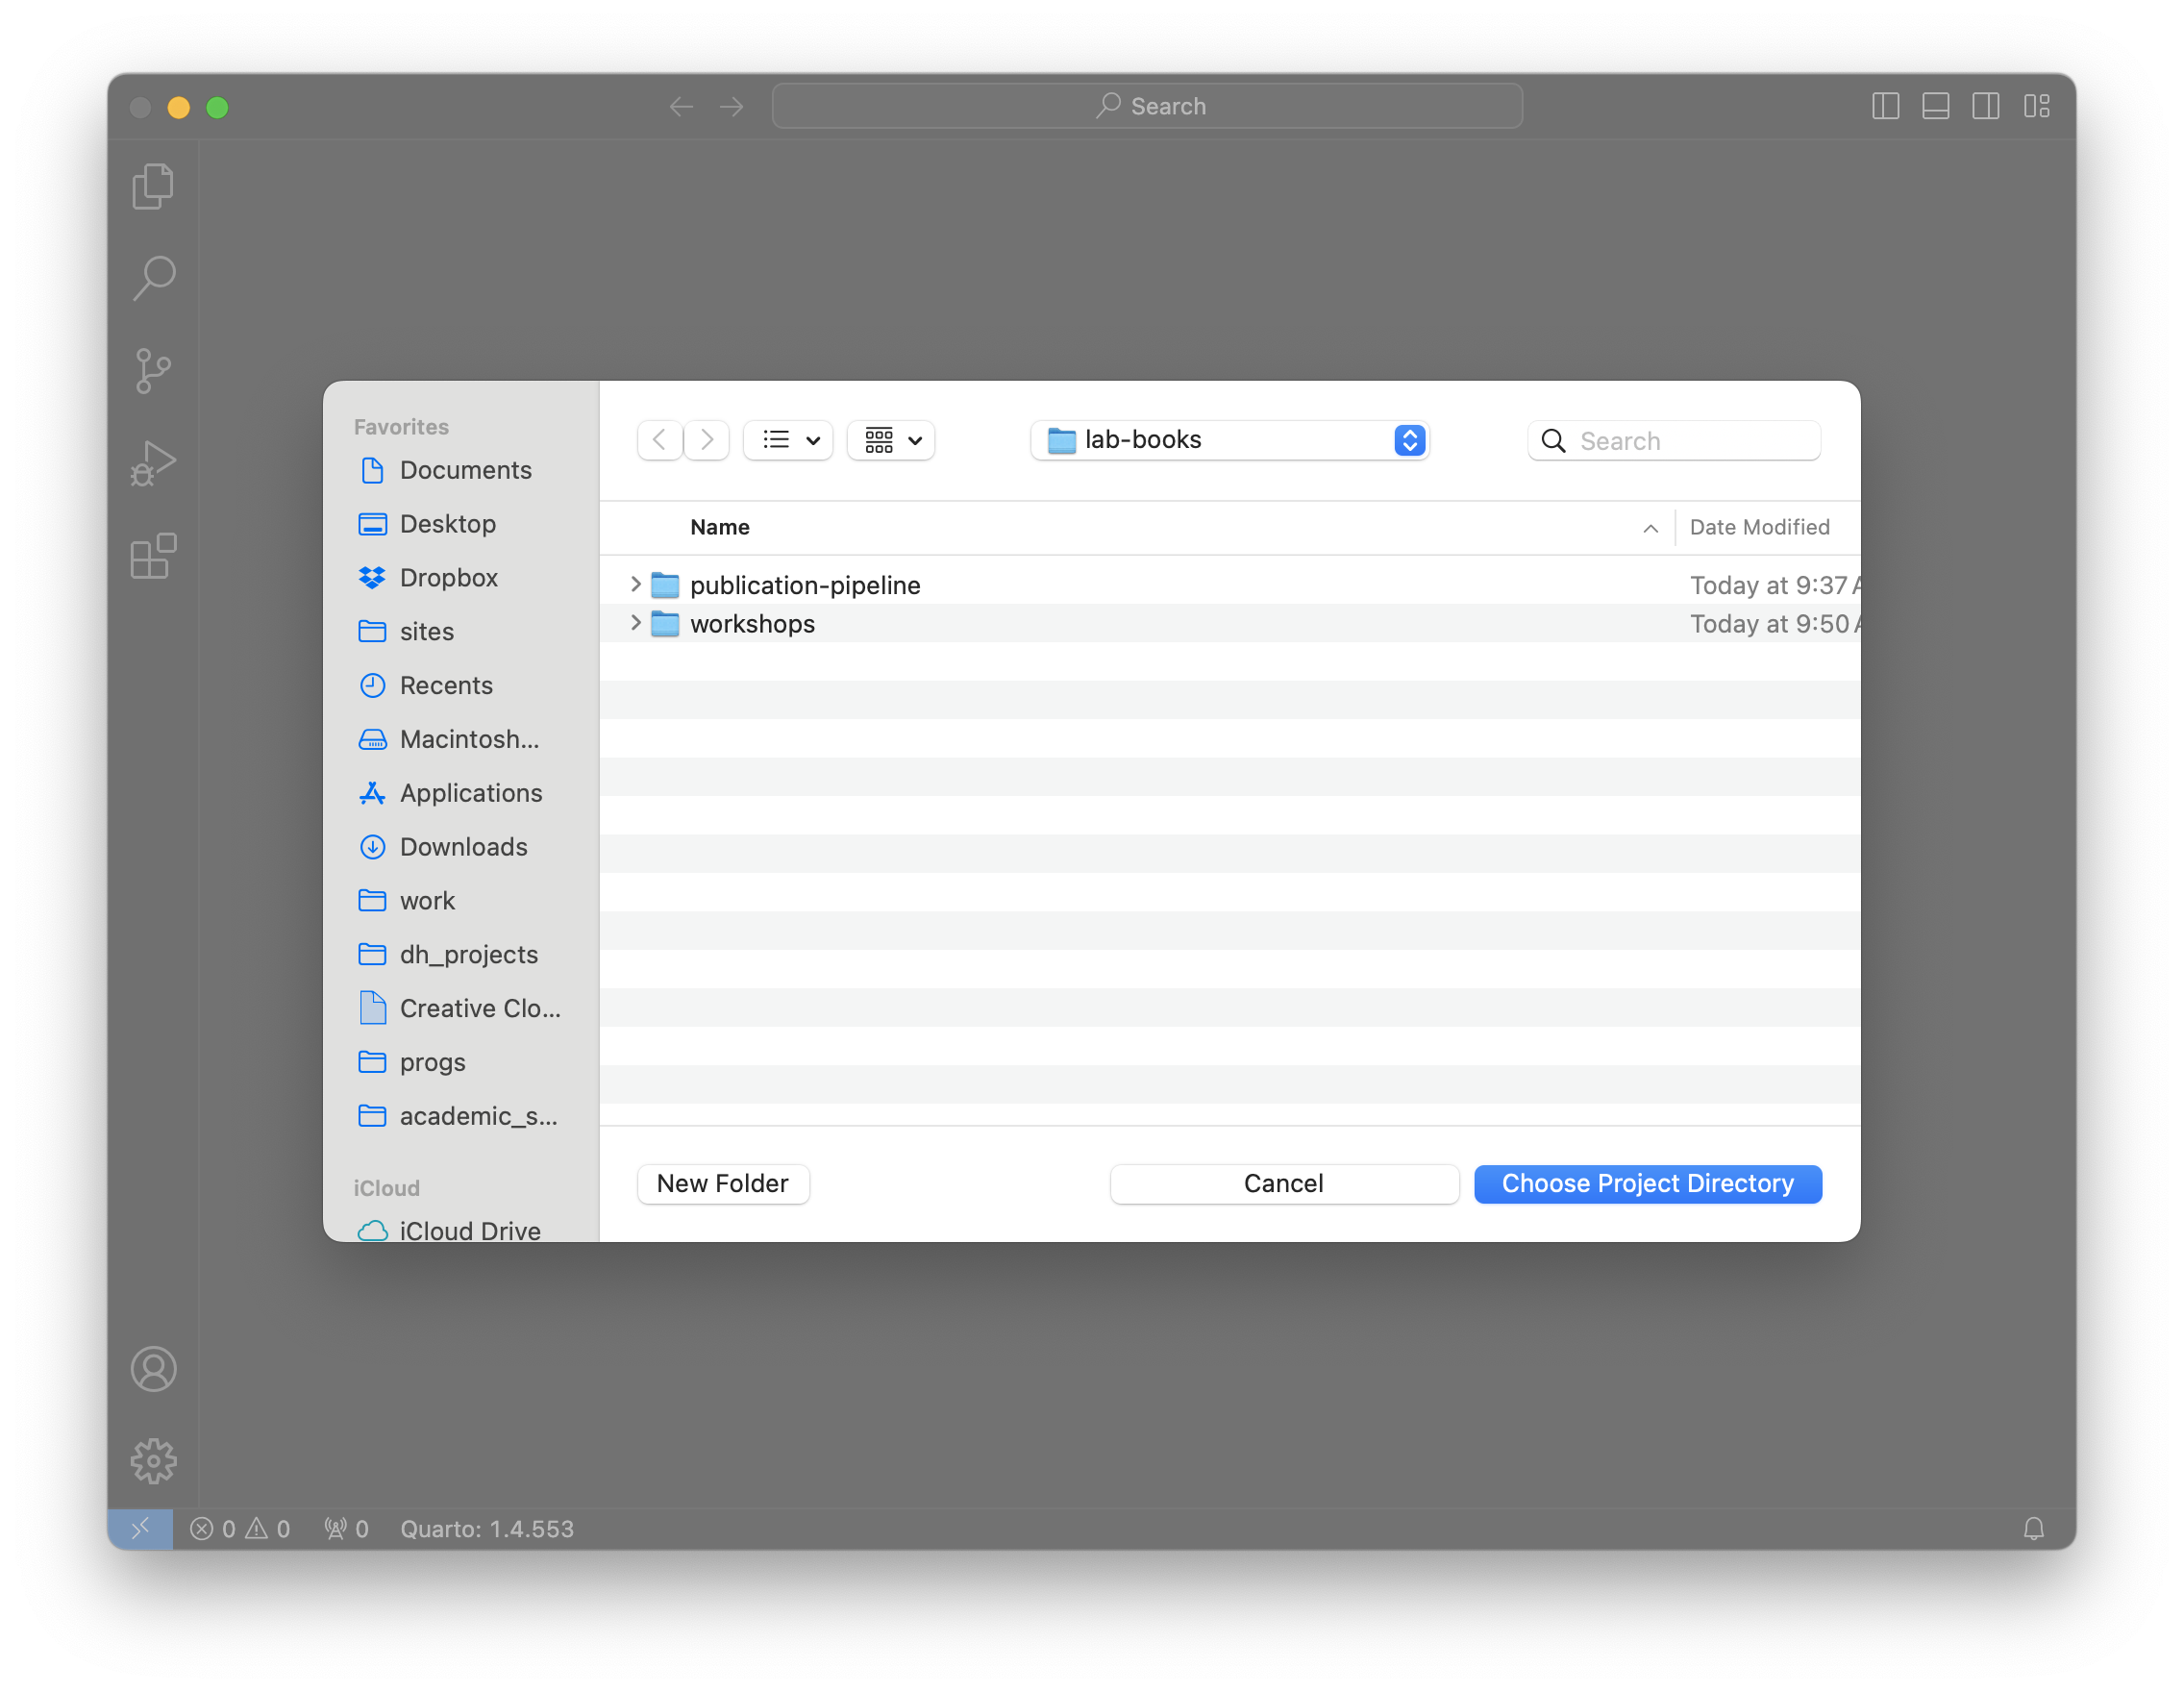 Search
Favorites
Documents
Desktop
Dropbox
sites
Recents
Macintosh...
Applications
Downloads
work
dh_projects
Creative Clo...
progs
academic_s...
iCloud
iCloud Drive
lab-books
Search
Name
Date Modified
publication-pipeline
Today at 9:37 A
workshops
Today at 9:50 A
New Folder
Cancel
Choose Project Directory
0 0 0 Quarto: 1.4.553